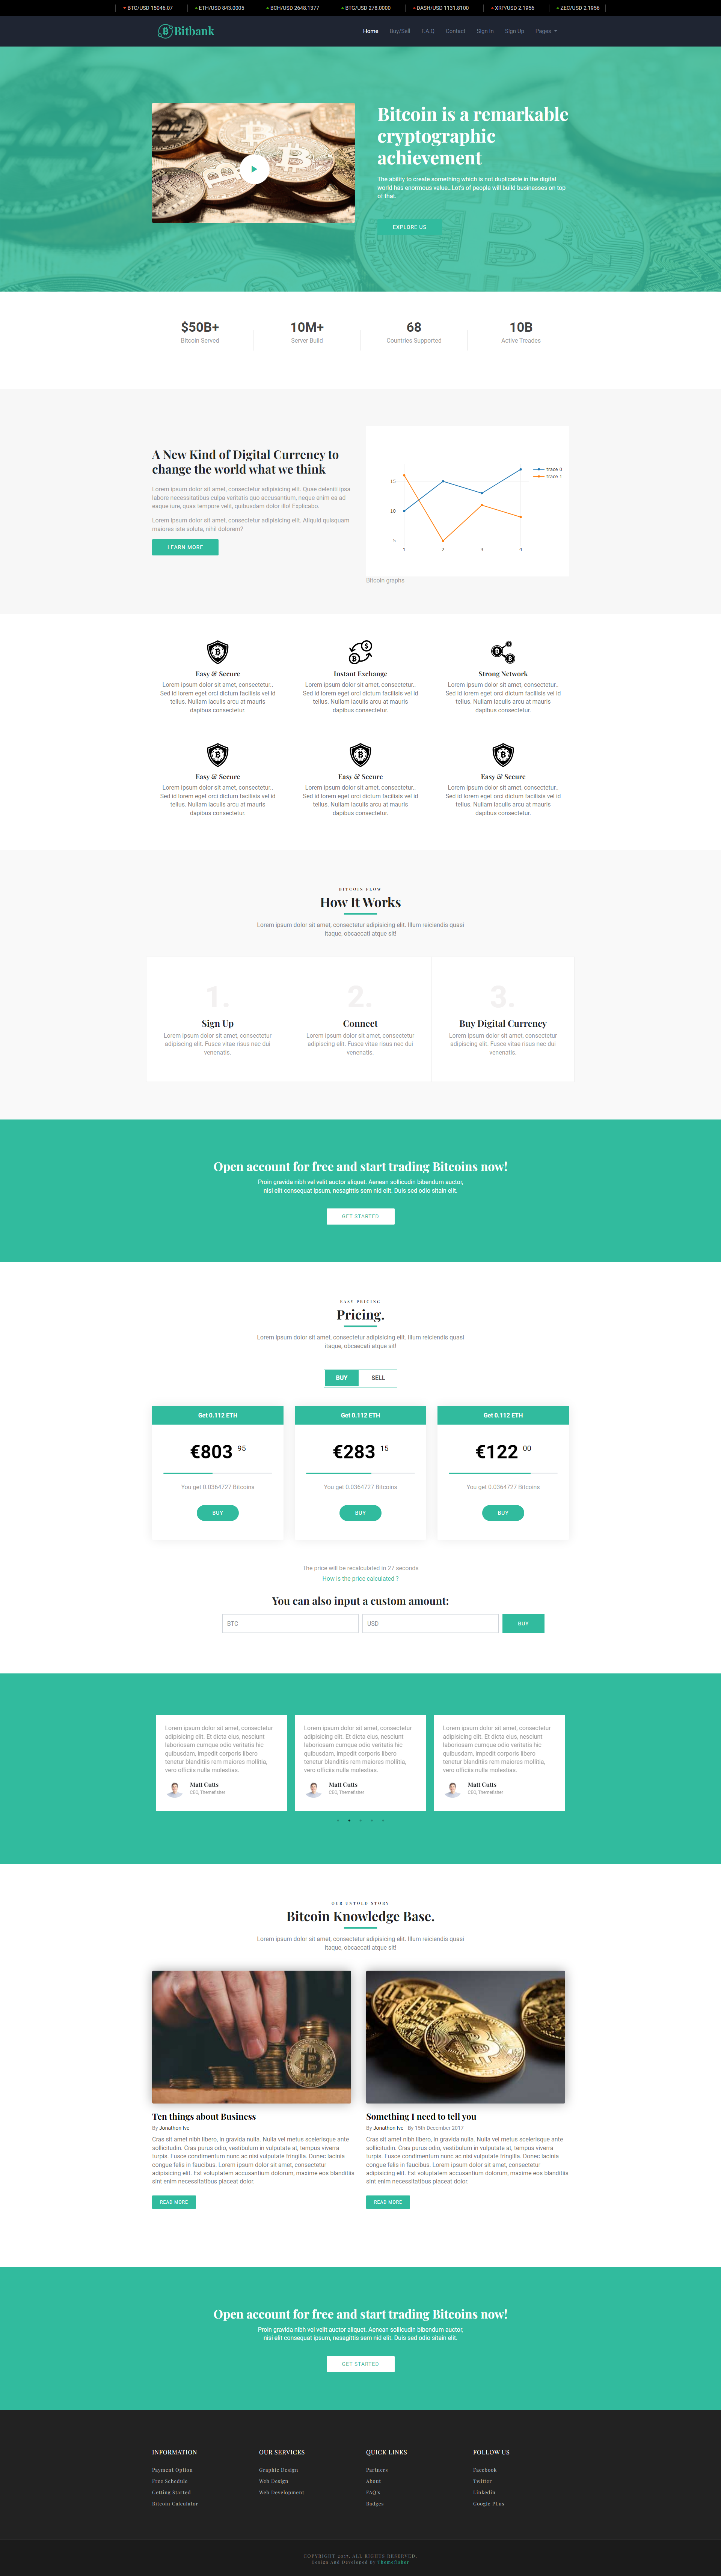 BTC/USD 15046.07 ETH/USD 843.0005 BCH/USD 2648.1377 BTG/USD 278.0000 DASH/USD 1131.8100 XRP/USD 2.1956 ZEC/USD 2.1956
Bitbank
Home Buy/Sell F.A.Q Contact Sign In Sign Up Pages
Bitcoin is a remarkable
cryptographic
achievement
The ability to create something which is not duplicable in the digital
world has enormous value…Lot's of people will build businesses on top
of that.
EXPLORE US
$50B+
Bitcoin Served
10M+
Server Build
68
Countries Supported
10B
Active Treades
A New Kind of Digital Currency to
change the world what we think
Lorem ipsum dolor sit amet, consectetur adipisicing elit. Quae deleniti ipsa
labore necessitatibus culpa veritatis quo accusantium, neque enim ea ad
eaque iure, quas tempore velit, quibusdam dolor illo! Explicabo.
Lorem ipsum dolor sit amet, consectetur adipisicing elit. Aliquid quisquam
maiores iste soluta, nihil dolorem?
LEARN MORE
trace 0
trace 1
15
10
5
1 2 3 4
Bitcoin graphs
Easy & Secure
Lorem ipsum dolor sit amet, consectetur..
Sed id lorem eget orci dictum facilisis vel id
tellus. Nullam iaculis arcu at mauris
dapibus consectetur.
Instant Exchange
Lorem ipsum dolor sit amet, consectetur..
Sed id lorem eget orci dictum facilisis vel id
tellus. Nullam iaculis arcu at mauris
dapibus consectetur.
Strong Network
Lorem ipsum dolor sit amet, consectetur..
Sed id lorem eget orci dictum facilisis vel id
tellus. Nullam iaculis arcu at mauris
dapibus consectetur.
Easy & Secure
Lorem ipsum dolor sit amet, consectetur..
Sed id lorem eget orci dictum facilisis vel id
tellus. Nullam iaculis arcu at mauris
dapibus consectetur.
Easy & Secure
Lorem ipsum dolor sit amet, consectetur..
Sed id lorem eget orci dictum facilisis vel id
tellus. Nullam iaculis arcu at mauris
dapibus consectetur.
Easy & Secure
Lorem ipsum dolor sit amet, consectetur..
Sed id lorem eget orci dictum facilisis vel id
tellus. Nullam iaculis arcu at mauris
dapibus consectetur.
BITCOIN FLOW
How It Works
Lorem ipsum dolor sit amet, consectetur adipisicing elit. Illum reiciendis quasi
itaque, obcaecati atque sit!
1.
Sign Up
Lorem ipsum dolor sit amet, consectetur
adipiscing elit. Fusce vitae risus nec dui
venenatis.
2.
Connect
Lorem ipsum dolor sit amet, consectetur
adipiscing elit. Fusce vitae risus nec dui
venenatis.
3.
Buy Digital Currency
Lorem ipsum dolor sit amet, consectetur
adipiscing elit. Fusce vitae risus nec dui
venenatis.
Open account for free and start trading Bitcoins now!
Proin gravida nibh vel velit auctor aliquet. Aenean sollicudin bibendum auctor,
nisi elit consequat ipsum, nesagittis sem nid elit. Duis sed odio sitain elit.
GET STARTED
EASY PRICING
Pricing.
Lorem ipsum dolor sit amet, consectetur adipisicing elit. Illum reiciendis quasi
itaque, obcaecati atque sit!
BUY SELL
Get 0.112 ETH
€803 95
You get 0.0364727 Bitcoins
BUY
Get 0.112 ETH
€283 15
You get 0.0364727 Bitcoins
BUY
Get 0.112 ETH
€122 00
You get 0.0364727 Bitcoins
BUY
The price will be recalculated in 27 seconds
How is the price calculated ?
You can also input a custom amount:
BTC USD BUY
Lorem ipsum dolor sit amet, consectetur
adipisicing elit. Et dicta eius, nesciunt
laboriosam cumque odio veritatis hic
quibusdam, impedit corporis libero
tenetur blanditiis rem maiores mollitia,
vero officiis nulla molestias.
Matt Cutts
CEO, Themefisher
Lorem ipsum dolor sit amet, consectetur
adipisicing elit. Et dicta eius, nesciunt
laboriosam cumque odio veritatis hic
quibusdam, impedit corporis libero
tenetur blanditiis rem maiores mollitia,
vero officiis nulla molestias.
Matt Cutts
CEO, Themefisher
Lorem ipsum dolor sit amet, consectetur
adipisicing elit. Et dicta eius, nesciunt
laboriosam cumque odio veritatis hic
quibusdam, impedit corporis libero
tenetur blanditiis rem maiores mollitia,
vero officiis nulla molestias.
Matt Cutts
CEO, Themefisher
OUR UNTOLD STORY
Bitcoin Knowledge Base.
Lorem ipsum dolor sit amet, consectetur adipisicing elit. Illum reiciendis quasi
itaque, obcaecati atque sit!
Ten things about Business
By Jonathon Ive
Cras sit amet nibh libero, in gravida nulla. Nulla vel metus scelerisque ante
sollicitudin. Cras purus odio, vestibulum in vulputate at, tempus viverra
turpis. Fusce condimentum nunc ac nisi vulputate fringilla. Donec lacinia
congue felis in faucibus. Lorem ipsum dolor sit amet, consectetur
adipisicing elit. Est voluptatem accusantium dolorum, maxime eos blanditiis
sint enim necessitatibus placeat dolor.
READ MORE
Something I need to tell you
By Jonathon Ive By 15th December 2017
Cras sit amet nibh libero, in gravida nulla. Nulla vel metus scelerisque ante
sollicitudin. Cras purus odio, vestibulum in vulputate at, tempus viverra
turpis. Fusce condimentum nunc ac nisi vulputate fringilla. Donec lacinia
congue felis in faucibus. Lorem ipsum dolor sit amet, consectetur
adipisicing elit. Est voluptatem accusantium dolorum, maxime eos blanditiis
sint enim necessitatibus placeat dolor.
READ MORE
Open account for free and start trading Bitcoins now!
Proin gravida nibh vel velit auctor aliquet. Aenean sollicudin bibendum auctor,
nisi elit consequat ipsum, nesagittis sem nid elit. Duis sed odio sitain elit.
GET STARTED
INFORMATION
Payment Option
Free Schedule
Getting Started
Bitcoin Calculator
OUR SERVICES
Graphic Design
Web Design
Web Development
QUICK LINKS
Partners
About
FAQ's
Badges
FOLLOW US
Facebook
Twitter
Linkedin
Google PLus
COPYRIGHT 2017. ALL RIGHTS RESERVED.
Design And Developed by Themefisher